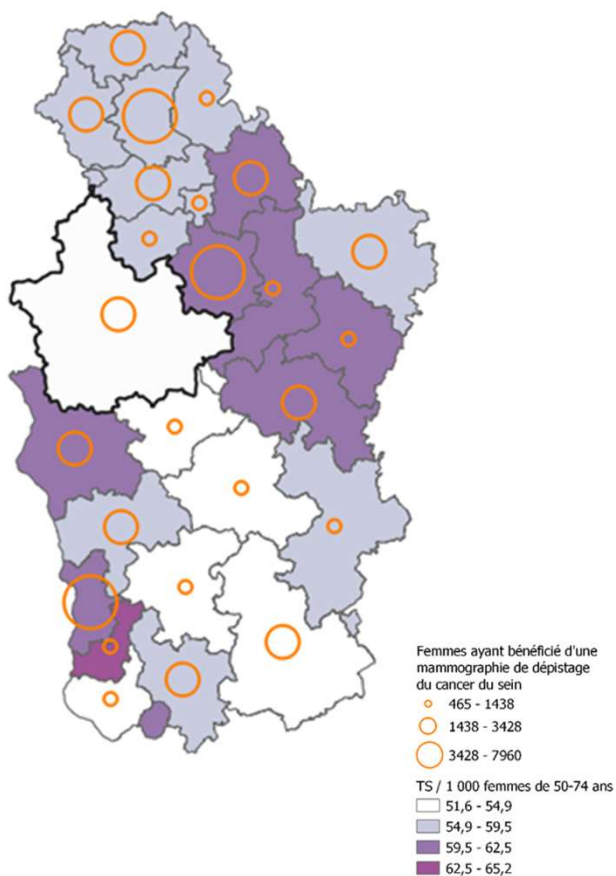 Femmes ayant bénéficié d'une
mammographie de dépistage
du cancer du sein
465 - 1438
1438 - 3428
3428 - 7960
TS / 1 000 femmes de 50-74 ans
51,6 - 54,9
54,9 - 59,5
59,5 - 62,5
62,5 - 65,2